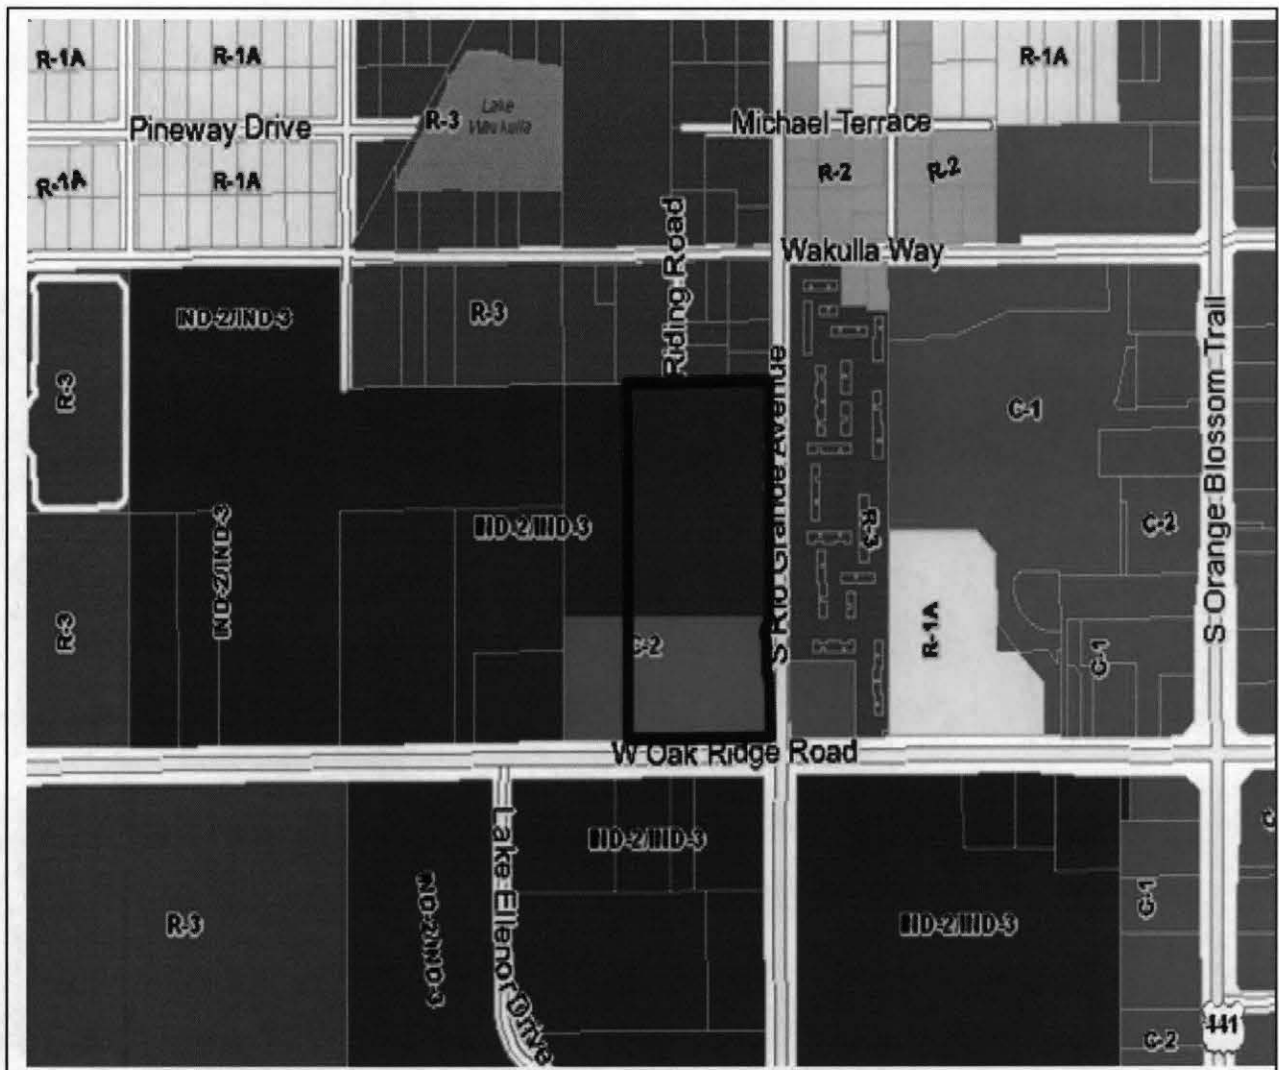 R-1A
R-1A
R-1A
Lake
Wakulla
R-3
Pineway Drive
Michael Terrace
R-1A
R-1A
R-2
R-2
Riding Road
Wakulla Way
IND-2/IND-3
R-3
R-3
S Rio Grande Avenue
C-1
S Orange Blossom Trail
IND-2/IND-3
IND-2/IND-3
R-3
C-2
R-3
C-2
R-1A
C-1
W Oak Ridge Road
Lake Ellenor Drive
IND-2/IND-3
R-3
IND-2/IND-3
IND-2/IND-3
C-1
441
C-2